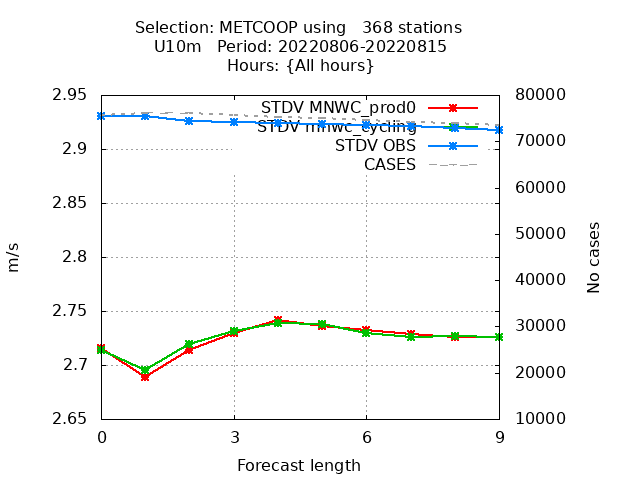 Selection: METCOOP using 368 stations
U10m Period: 20220806-20220815
Hours: {All hours}
2.95
2.9
2.85
2.8
2.75
2.7
2.65
m/s
STDV MNWC_prod0
STDV mnwc_cycling
STDV OBS
CASES
80000
70000
60000
50000
40000
30000
20000
10000
No cases
0 3 6 9
Forecast length